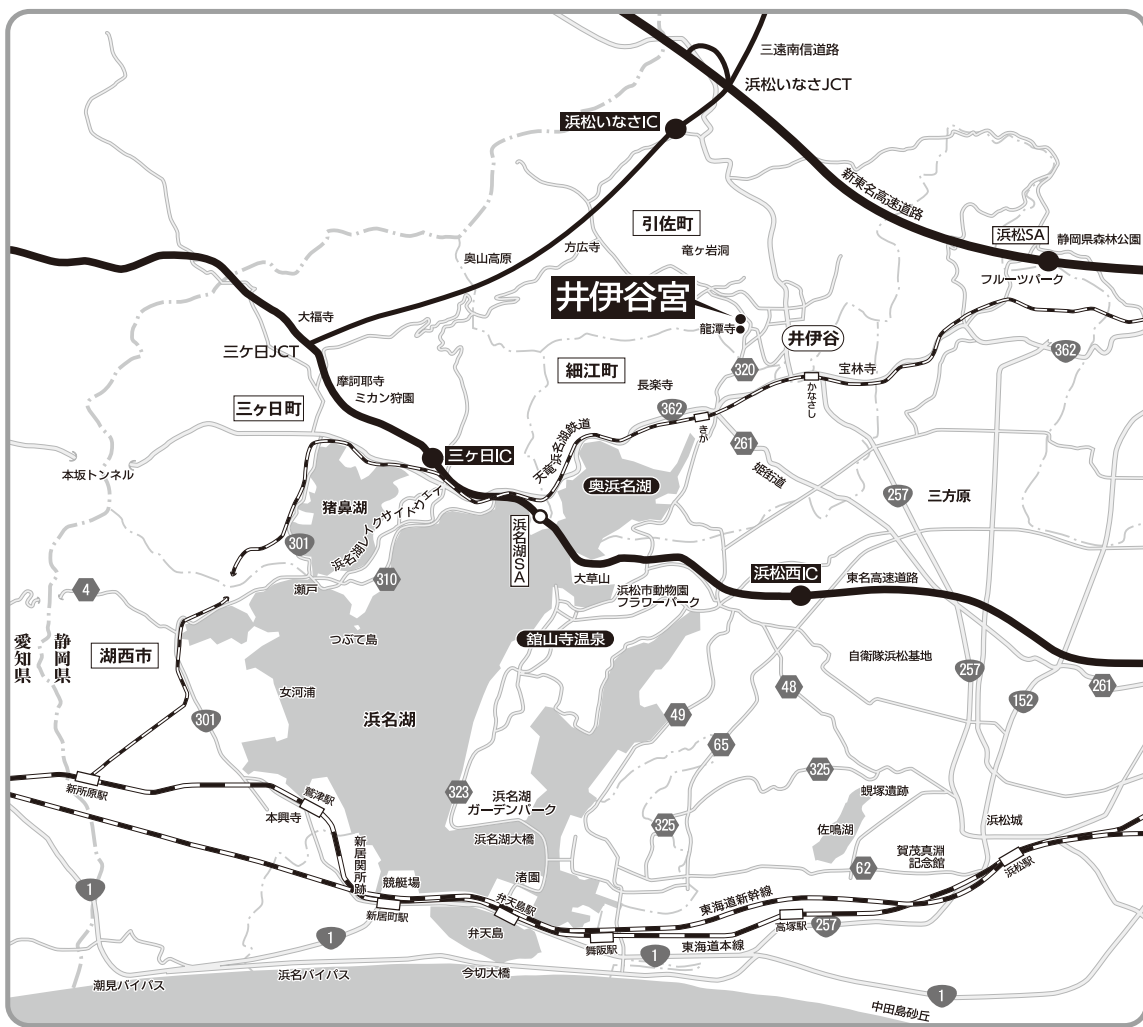 三遠南信道路
浜松いなさJCT
浜松いなさIC
新東名高速道路
引佐町
浜松SA
静岡県森林公園
方広寺
竜ヶ岩洞
奥山高原
フルーツパーク
井伊谷宮
大福寺
龍潭寺
井伊谷
三ケ日JCT
362
細江町
320
宝林寺
摩訶耶寺
ミカン狩園
長楽寺
かなさし
三ヶ日町
362
きが
天竜浜名湖鉄道
261
三ケ日IC
本坂トンネル
姫街道
奥浜名湖
257
三方原
猪鼻湖
浜名湖レイクサイドウェイ
浜名湖SA
301
310
大草山
浜松西IC
東名高速道路
4
瀬戸
浜松市動物園
フラワーパーク
つぶて島
舘山寺温泉
愛知県
静岡県
湖西市
自衛隊浜松基地
257
48
261
女河浦
152
浜名湖
49
301
65
325
新所原駅
鷲津駅
323
浜名湖
ガーデンパーク
蜆塚遺跡
本興寺
325
佐鳴湖
浜松城
浜名湖大橋
新居関所跡
賀茂真淵
記念館
浜松駅
62
渚園
競艇場
1
弁天島駅
東海道新幹線
新居町駅
高塚駅
257
弁天島
1
舞阪駅
東海道本線
1
浜名バイパス
今切大橋
潮見バイパス
1
中田島砂丘